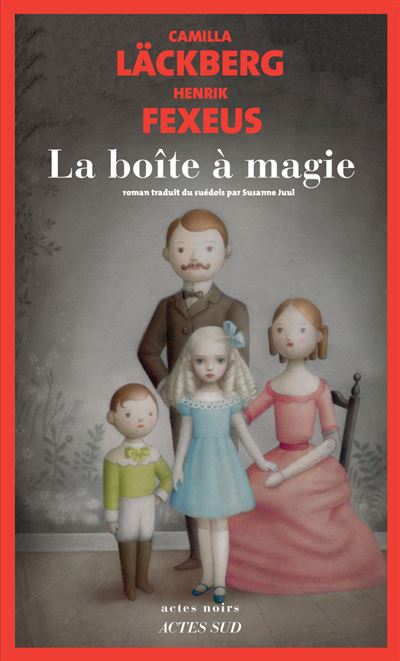 CAMILLA
LÄCKBERG
HENRIK
FEXEUS
La boîte à magie
roman traduit du suédois par Susanne Juul
actes noirs
ACTES SUD